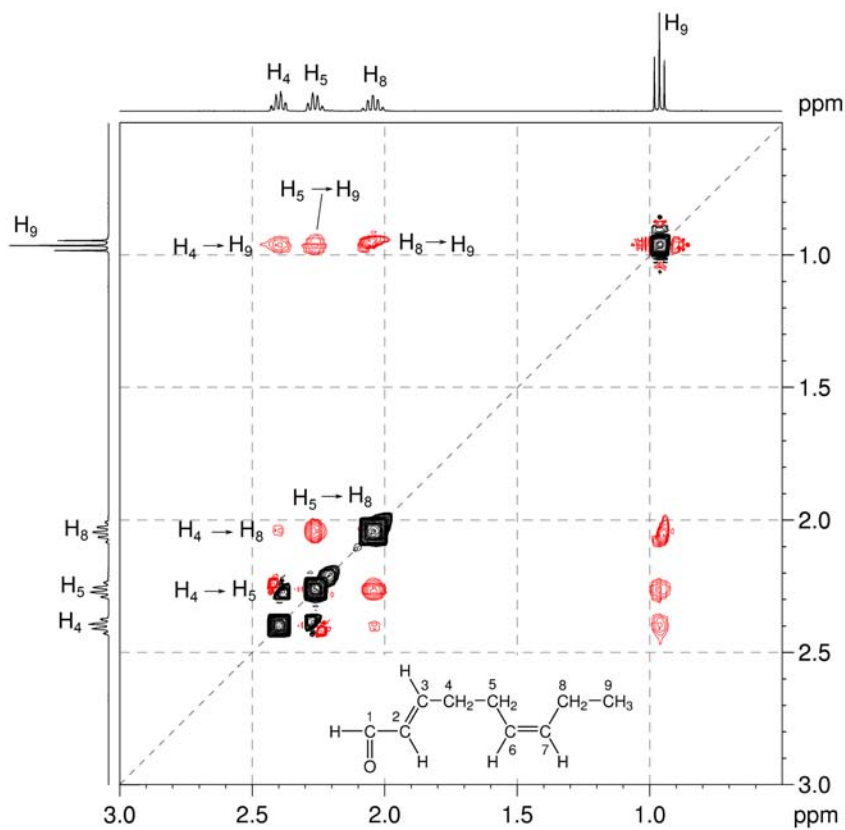 H₉
H₄ H₅ H₈
ppm
H₅ → H₉
H₉
H₄ → H₉ H₈ → H₉
1.0
1.5
H₅ → H₈
H₈ H₄ → H₈ 2.0
H₅ H₄ → H₅
H₄
2.5
H 3 4 5 8 9
CH₂ CH₂ CH₂ CH₃
H 1 2
6 7
O H H H
3.0
3.0 2.5 2.0 1.5 1.0 ppm